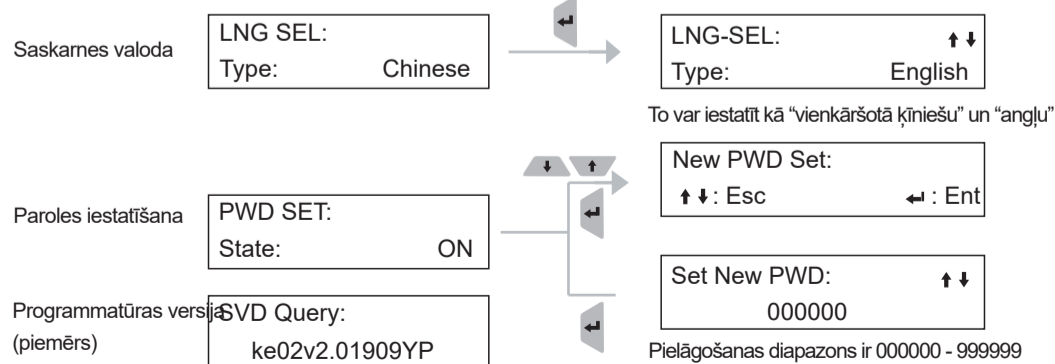 Saskarnes valoda
LNG SEL:
Type: Chinese
LNG-SEL: ↑ ↓
Type: English
To var iestatīt kā “vienkāršotā ķīniešu” un “angļu”
Paroles iestatīšana
PWD SET:
State: ON
↓ ↑
New PWD Set:
↑ ↓: Esc ↵ : Ent
Set New PWD: ↑ ↓
000000
Pielāgošanas diapazons ir 000000 - 999999
Programmatūras versija
(piemērs)
SVD Query:
ke02v2.01909YP